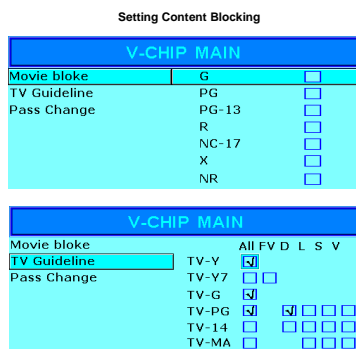 Setting Content Blocking
V-CHIP MAIN
Movie bloke G
TV Guideline PG
Pass Change PG-13
R
NC-17
X
NR
V-CHIP MAIN
Movie bloke All FV D L S V
TV Guideline TV-Y
Pass Change TV-Y7
TV-G
TV-PG
TV-14
TV-MA